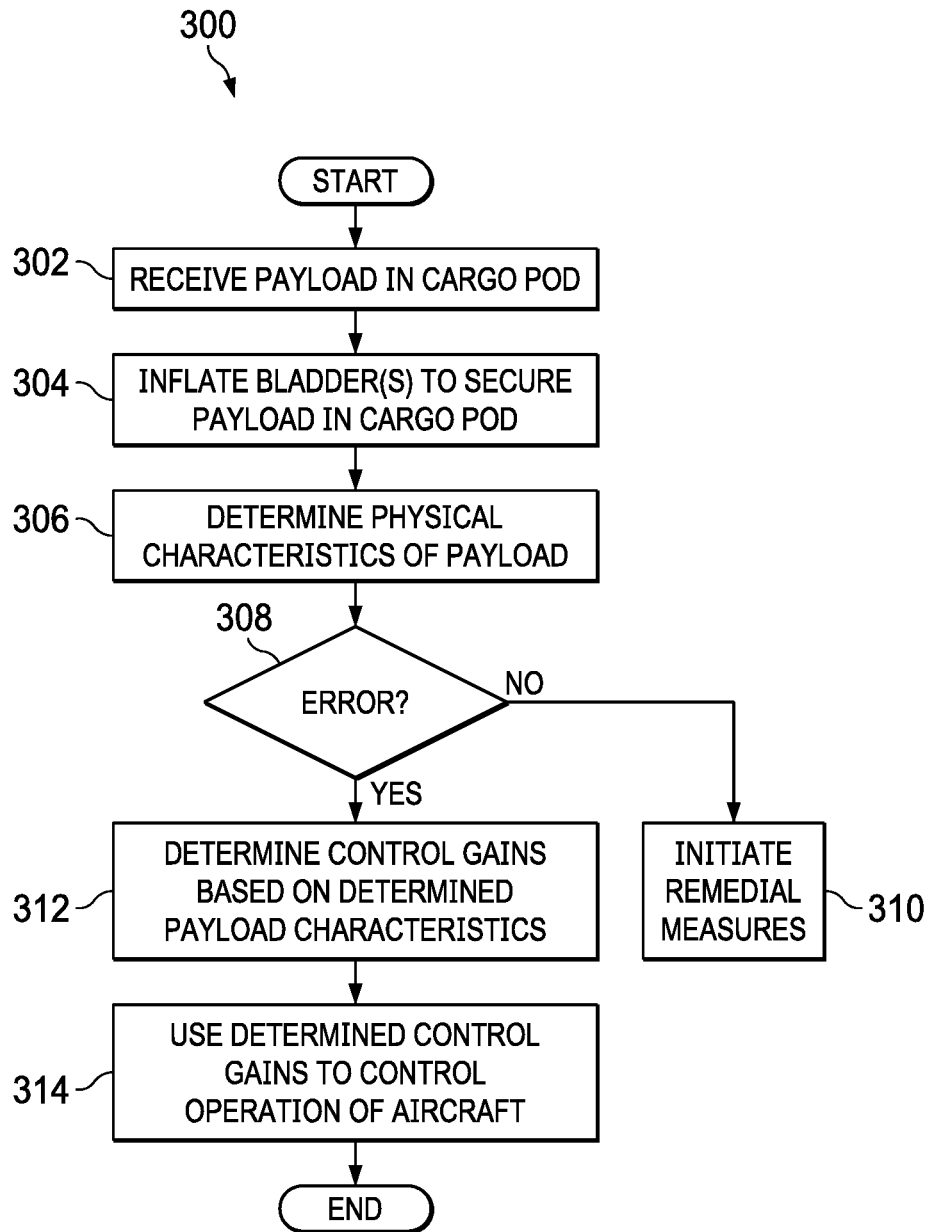 300
START
302
RECEIVE PAYLOAD IN CARGO POD
304
INFLATE BLADDER(S) TO SECURE
PAYLOAD IN CARGO POD
306
DETERMINE PHYSICAL
CHARACTERISTICS OF PAYLOAD
308
ERROR?
NO
YES
312
DETERMINE CONTROL GAINS
BASED ON DETERMINED
PAYLOAD CHARACTERISTICS
INITIATE
REMEDIAL
MEASURES
310
314
USE DETERMINED CONTROL
GAINS TO CONTROL
OPERATION OF AIRCRAFT
END